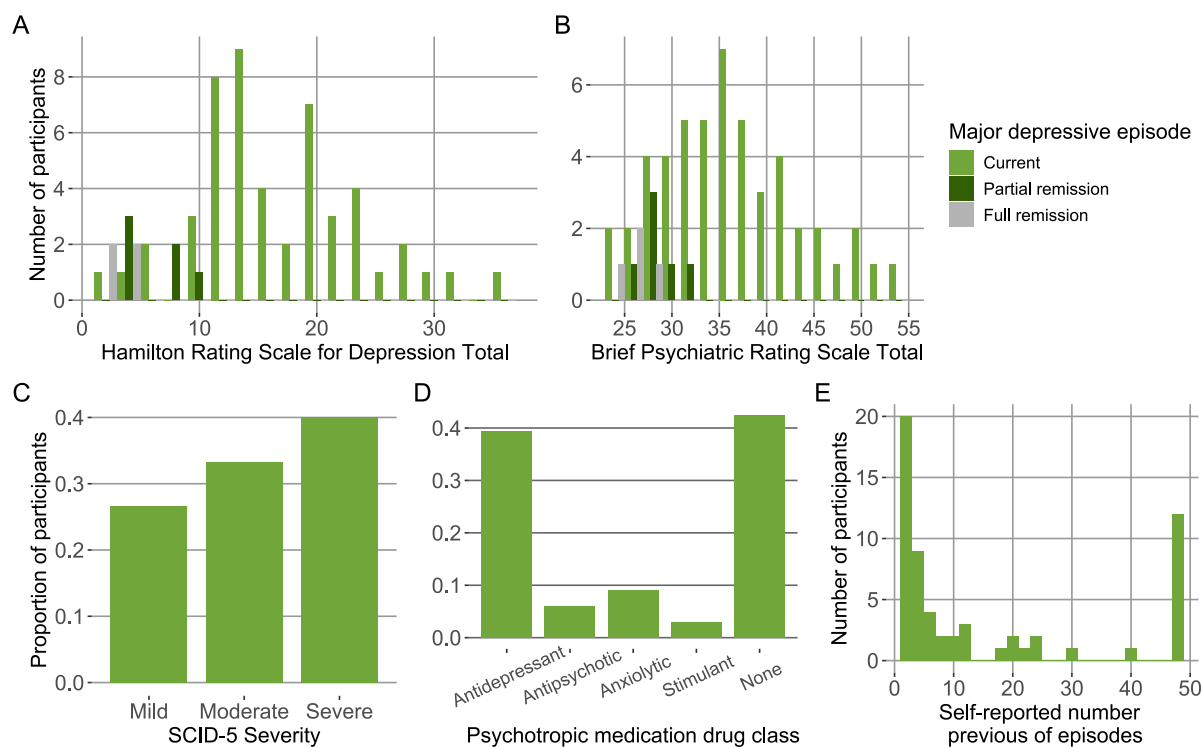 A
Number of participants
8
6
4
2
0
0
10
20
30
Hamilton Rating Scale for Depression Total
B
6
4
2
0
25
30
35
40
45
50
55
Brief Psychiatric Rating Scale Total
Major depressive episode
Current
Partial remission
Full remission
C
Proportion of participants
0.4
0.3
0.2
0.1
0.0
Mild
Moderate
Severe
SCID-5 Severity
D
0.4
0.3
0.2
0.1
0.0
Antidepressant
Antipsychotic
Anxiolytic
Stimulant
None
Psychotropic medication drug class
E
Number of participants
20
15
10
5
0
0
10
20
30
40
50
Self-reported number
previous of episodes